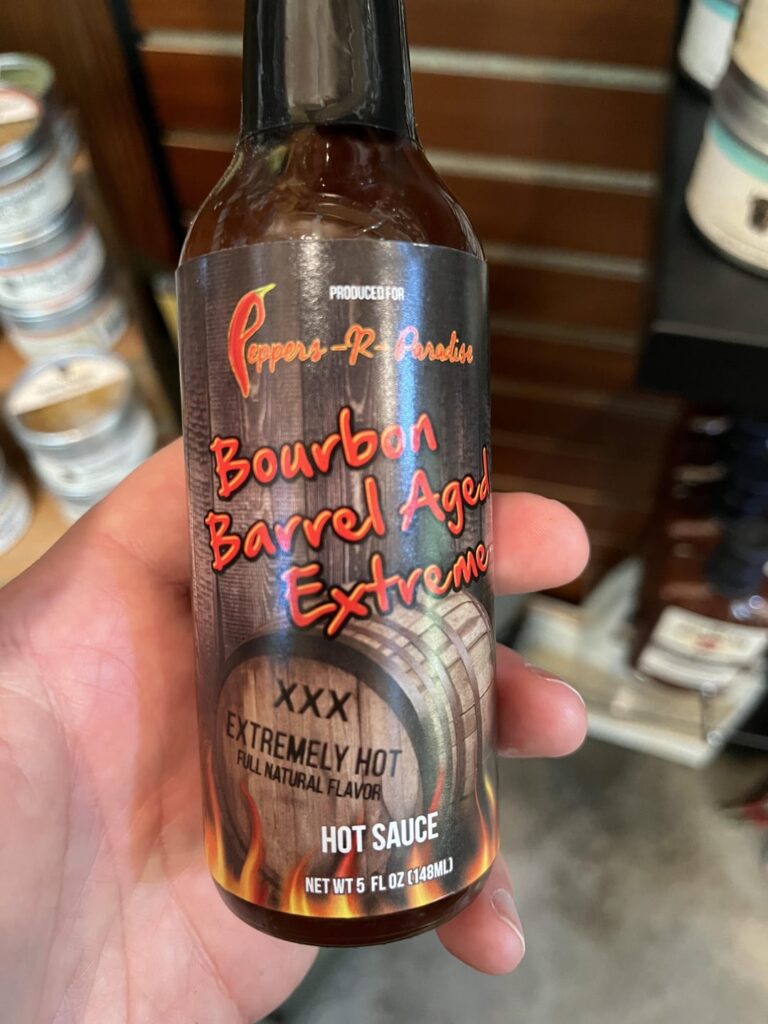 PRODUCED FOR
Peppers -R- Paradise
Bourbon
Barrel Aged
Extreme
XXX
EXTREMELY HOT
FULL NATURAL FLAVOR
HOT SAUCE
NET WT 5 FL OZ (148ML)